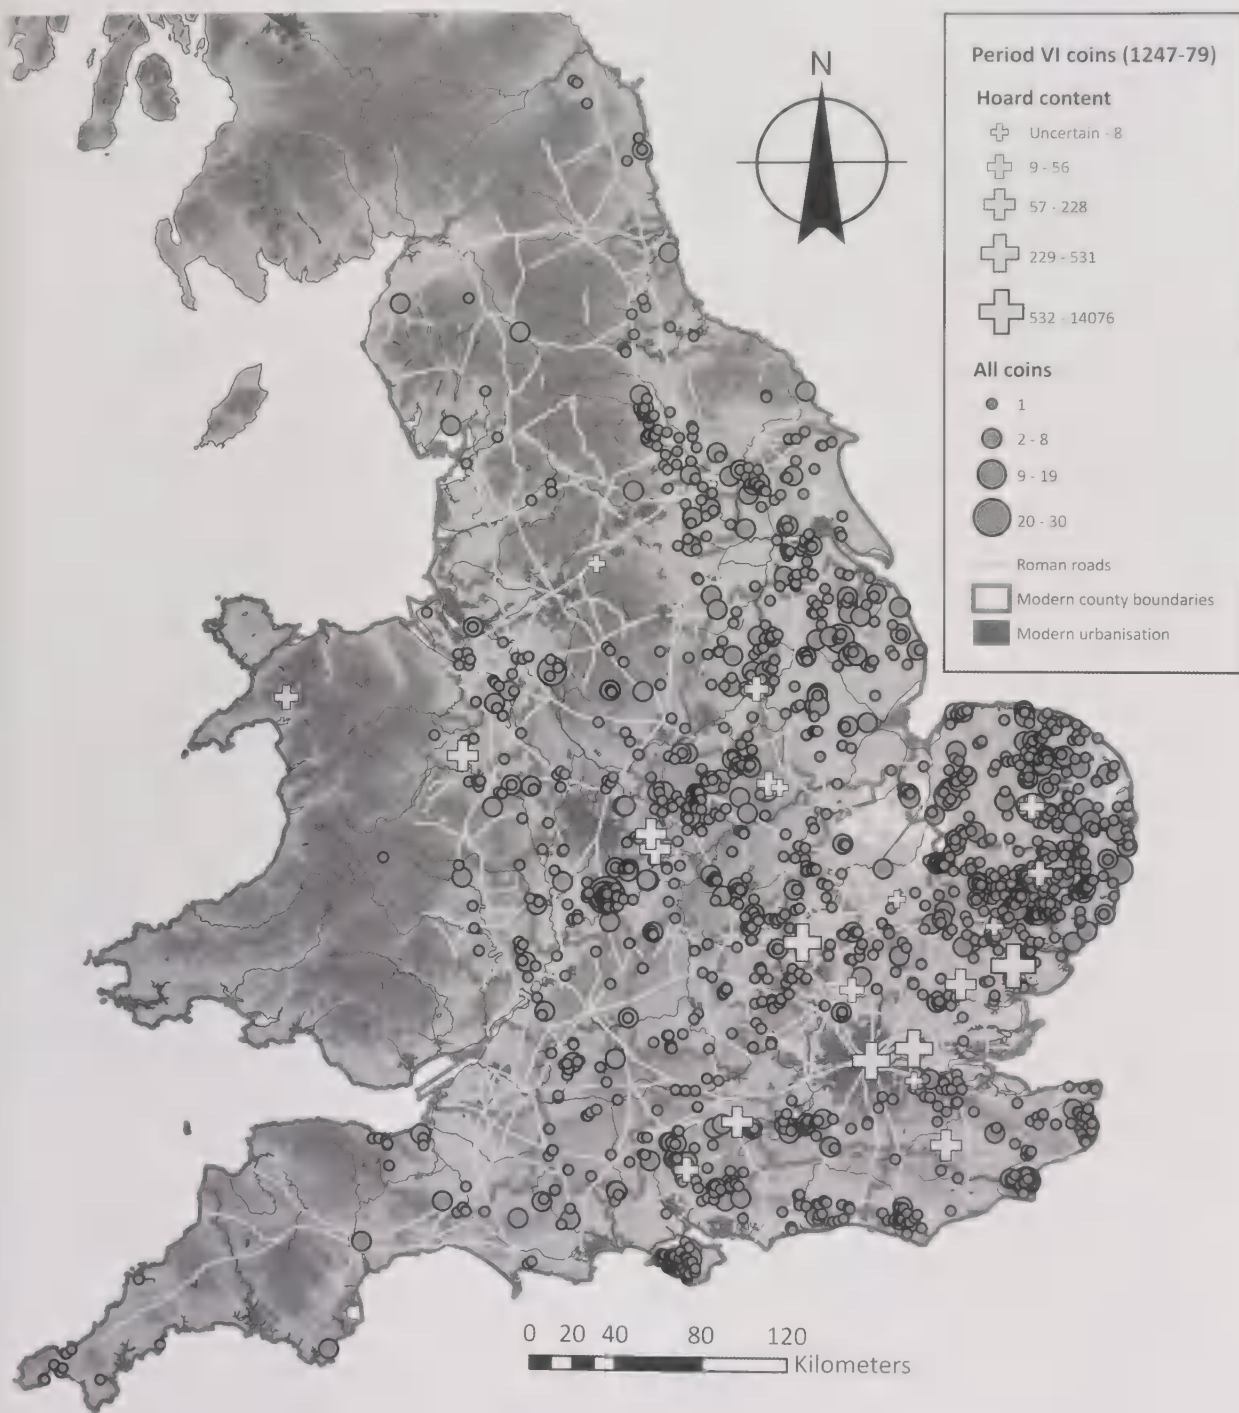 N
Period VI coins (1247-79)
Hoard content
Uncertain - 8
9 - 56
57 - 228
229 - 531
532 - 14076
All coins
1
2 - 8
9 - 19
20 - 30
Roman roads
Modern county boundaries
Modern urbanisation
0 20 40 80 120
Kilometers